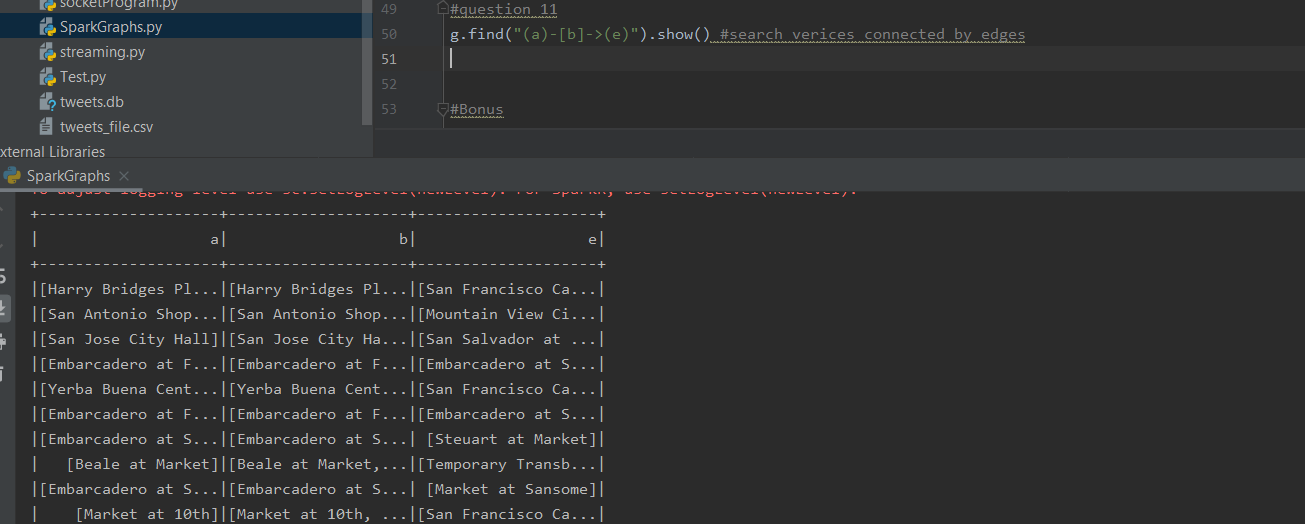 socketProgram.py
SparkGraphs.py
streaming.py
Test.py
tweets.db
tweets_file.csv
xternal Libraries
49 #question 11
50 g.find("(a)-[b]->(e)").show() #search verices connected by edges
51
52
53 #Bonus
SparkGraphs
To adjust logging level use sc.setLogLevel(newLevel). For SparkR, use setLogLevel(newLevel).
+--------------------+--------------------+--------------------+
|                   a|                   b|                   e|
+--------------------+--------------------+--------------------+
|[Harry Bridges Pl...|[Harry Bridges Pl...|[San Francisco Ca...|
|[San Antonio Shop...|[San Antonio Shop...|[Mountain View Ci...|
|[San Jose City Hall]|[San Jose City Ha...|[San Salvador at ...|
|[Embarcadero at F...|[Embarcadero at F...|[Embarcadero at S...|
|[Yerba Buena Cent...|[Yerba Buena Cent...|[San Francisco Ca...|
|[Embarcadero at F...|[Embarcadero at F...|[Embarcadero at S...|
|[Embarcadero at S...|[Embarcadero at S...| [Steuart at Market]|
|   [Beale at Market]|[Beale at Market,...|[Temporary Transb...|
|[Embarcadero at S...|[Embarcadero at S...| [Market at Sansome]|
|    [Market at 10th]|[Market at 10th, ...|[San Francisco Ca...|